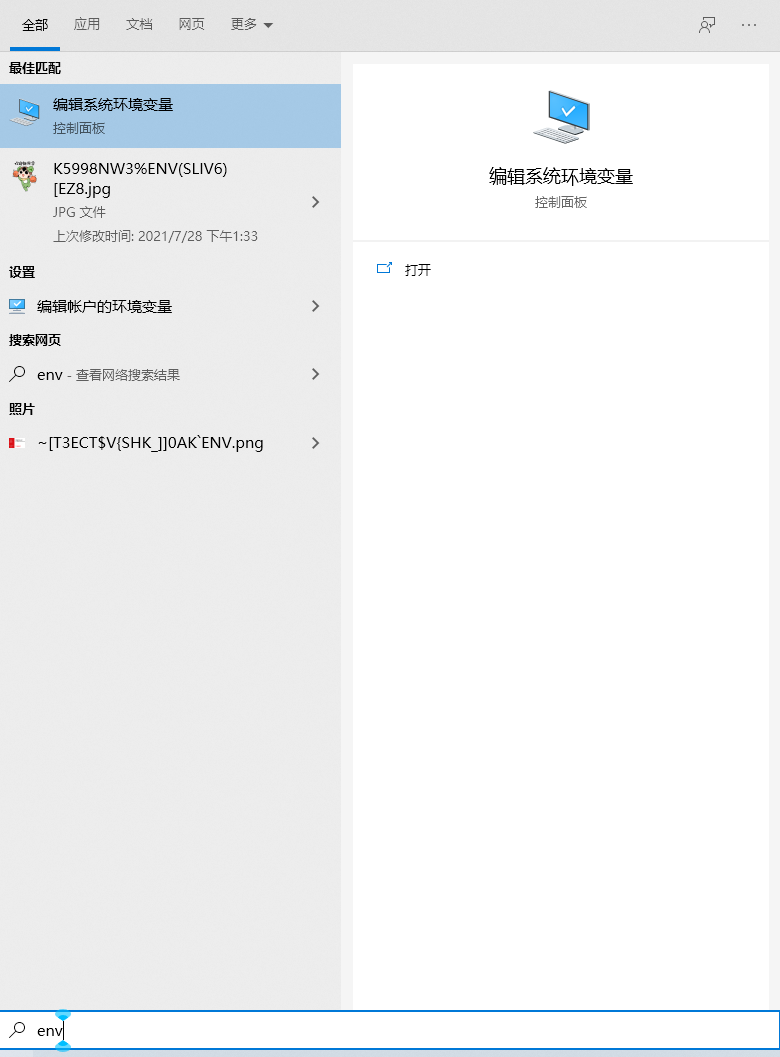 全部 应用 文档 网页 更多
最佳匹配
编辑系统环境变量
控制面板
K5998NW3%ENV(SLIV6)
[EZ8.jpg
JPG 文件
上次修改时间: 2021/7/28 下午1:33
设置
编辑帐户的环境变量
搜索网页
env - 查看网络搜索结果
照片
~[T3ECT$V{SHK_]]0AK`ENV.png
编辑系统环境变量
控制面板
打开
env